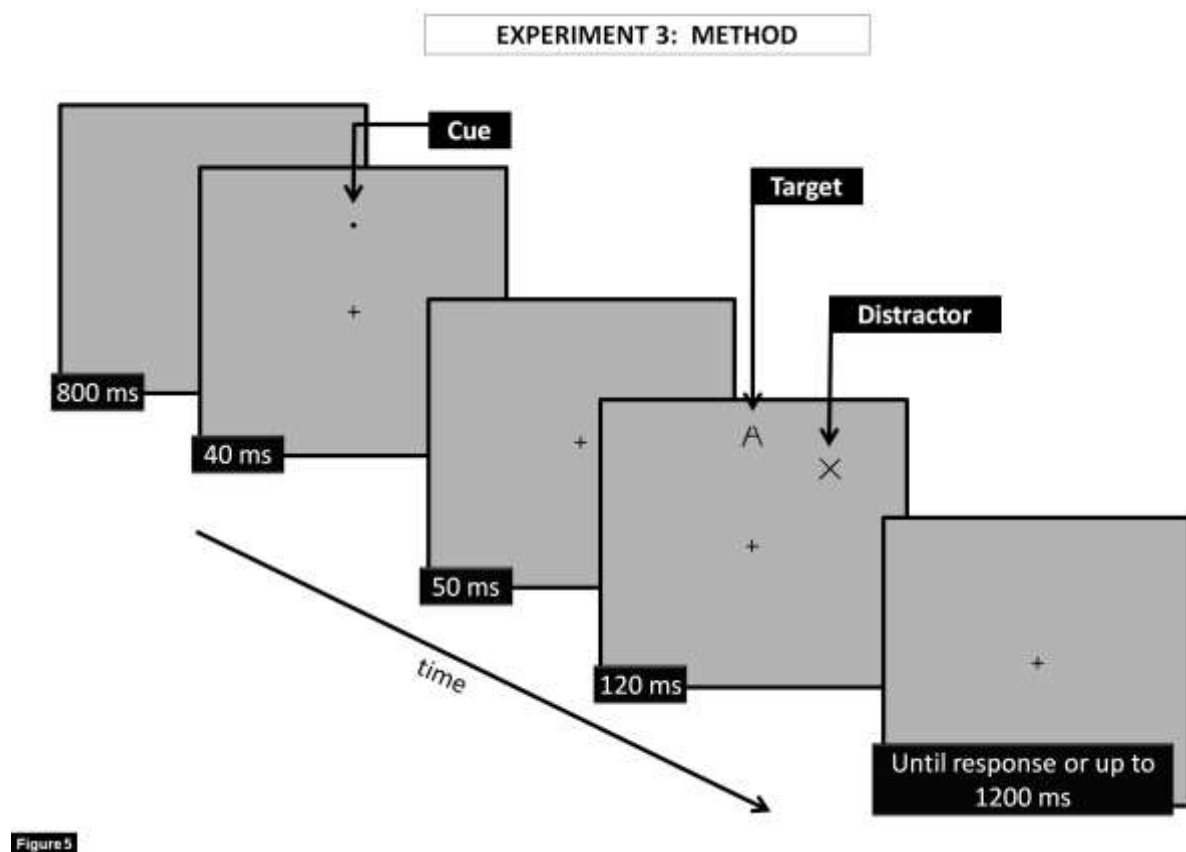 EXPERIMENT 3: METHOD
Cue
Target
Distractor
A
X
800 ms
40 ms
50 ms
120 ms
Until response or up to
1200 ms
time
Figure 5